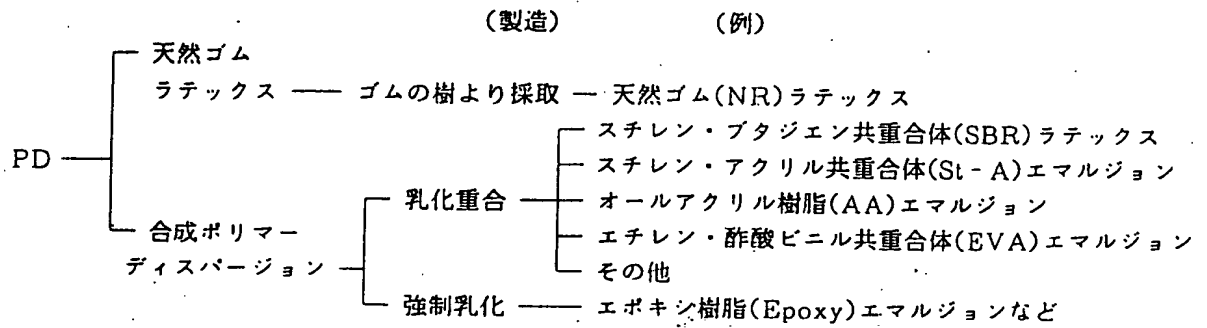 (製造) (例)
天然ゴム
ラテックス ゴムの樹より採取 天然ゴム(NR)ラテックス
スチレン・ブタジエン共重合体(SBR)ラテックス
PD
スチレン・アクリル共重合体(St-A)エマルジョン
乳化重合 オールアクリル樹脂(AA)エマルジョン
合成ポリマー エチレン・酢酸ビニル共重合体(EVA)エマルジョン
ディスパージョン その他
強制乳化 エポキシ樹脂(Epoxy)エマルジョンなど